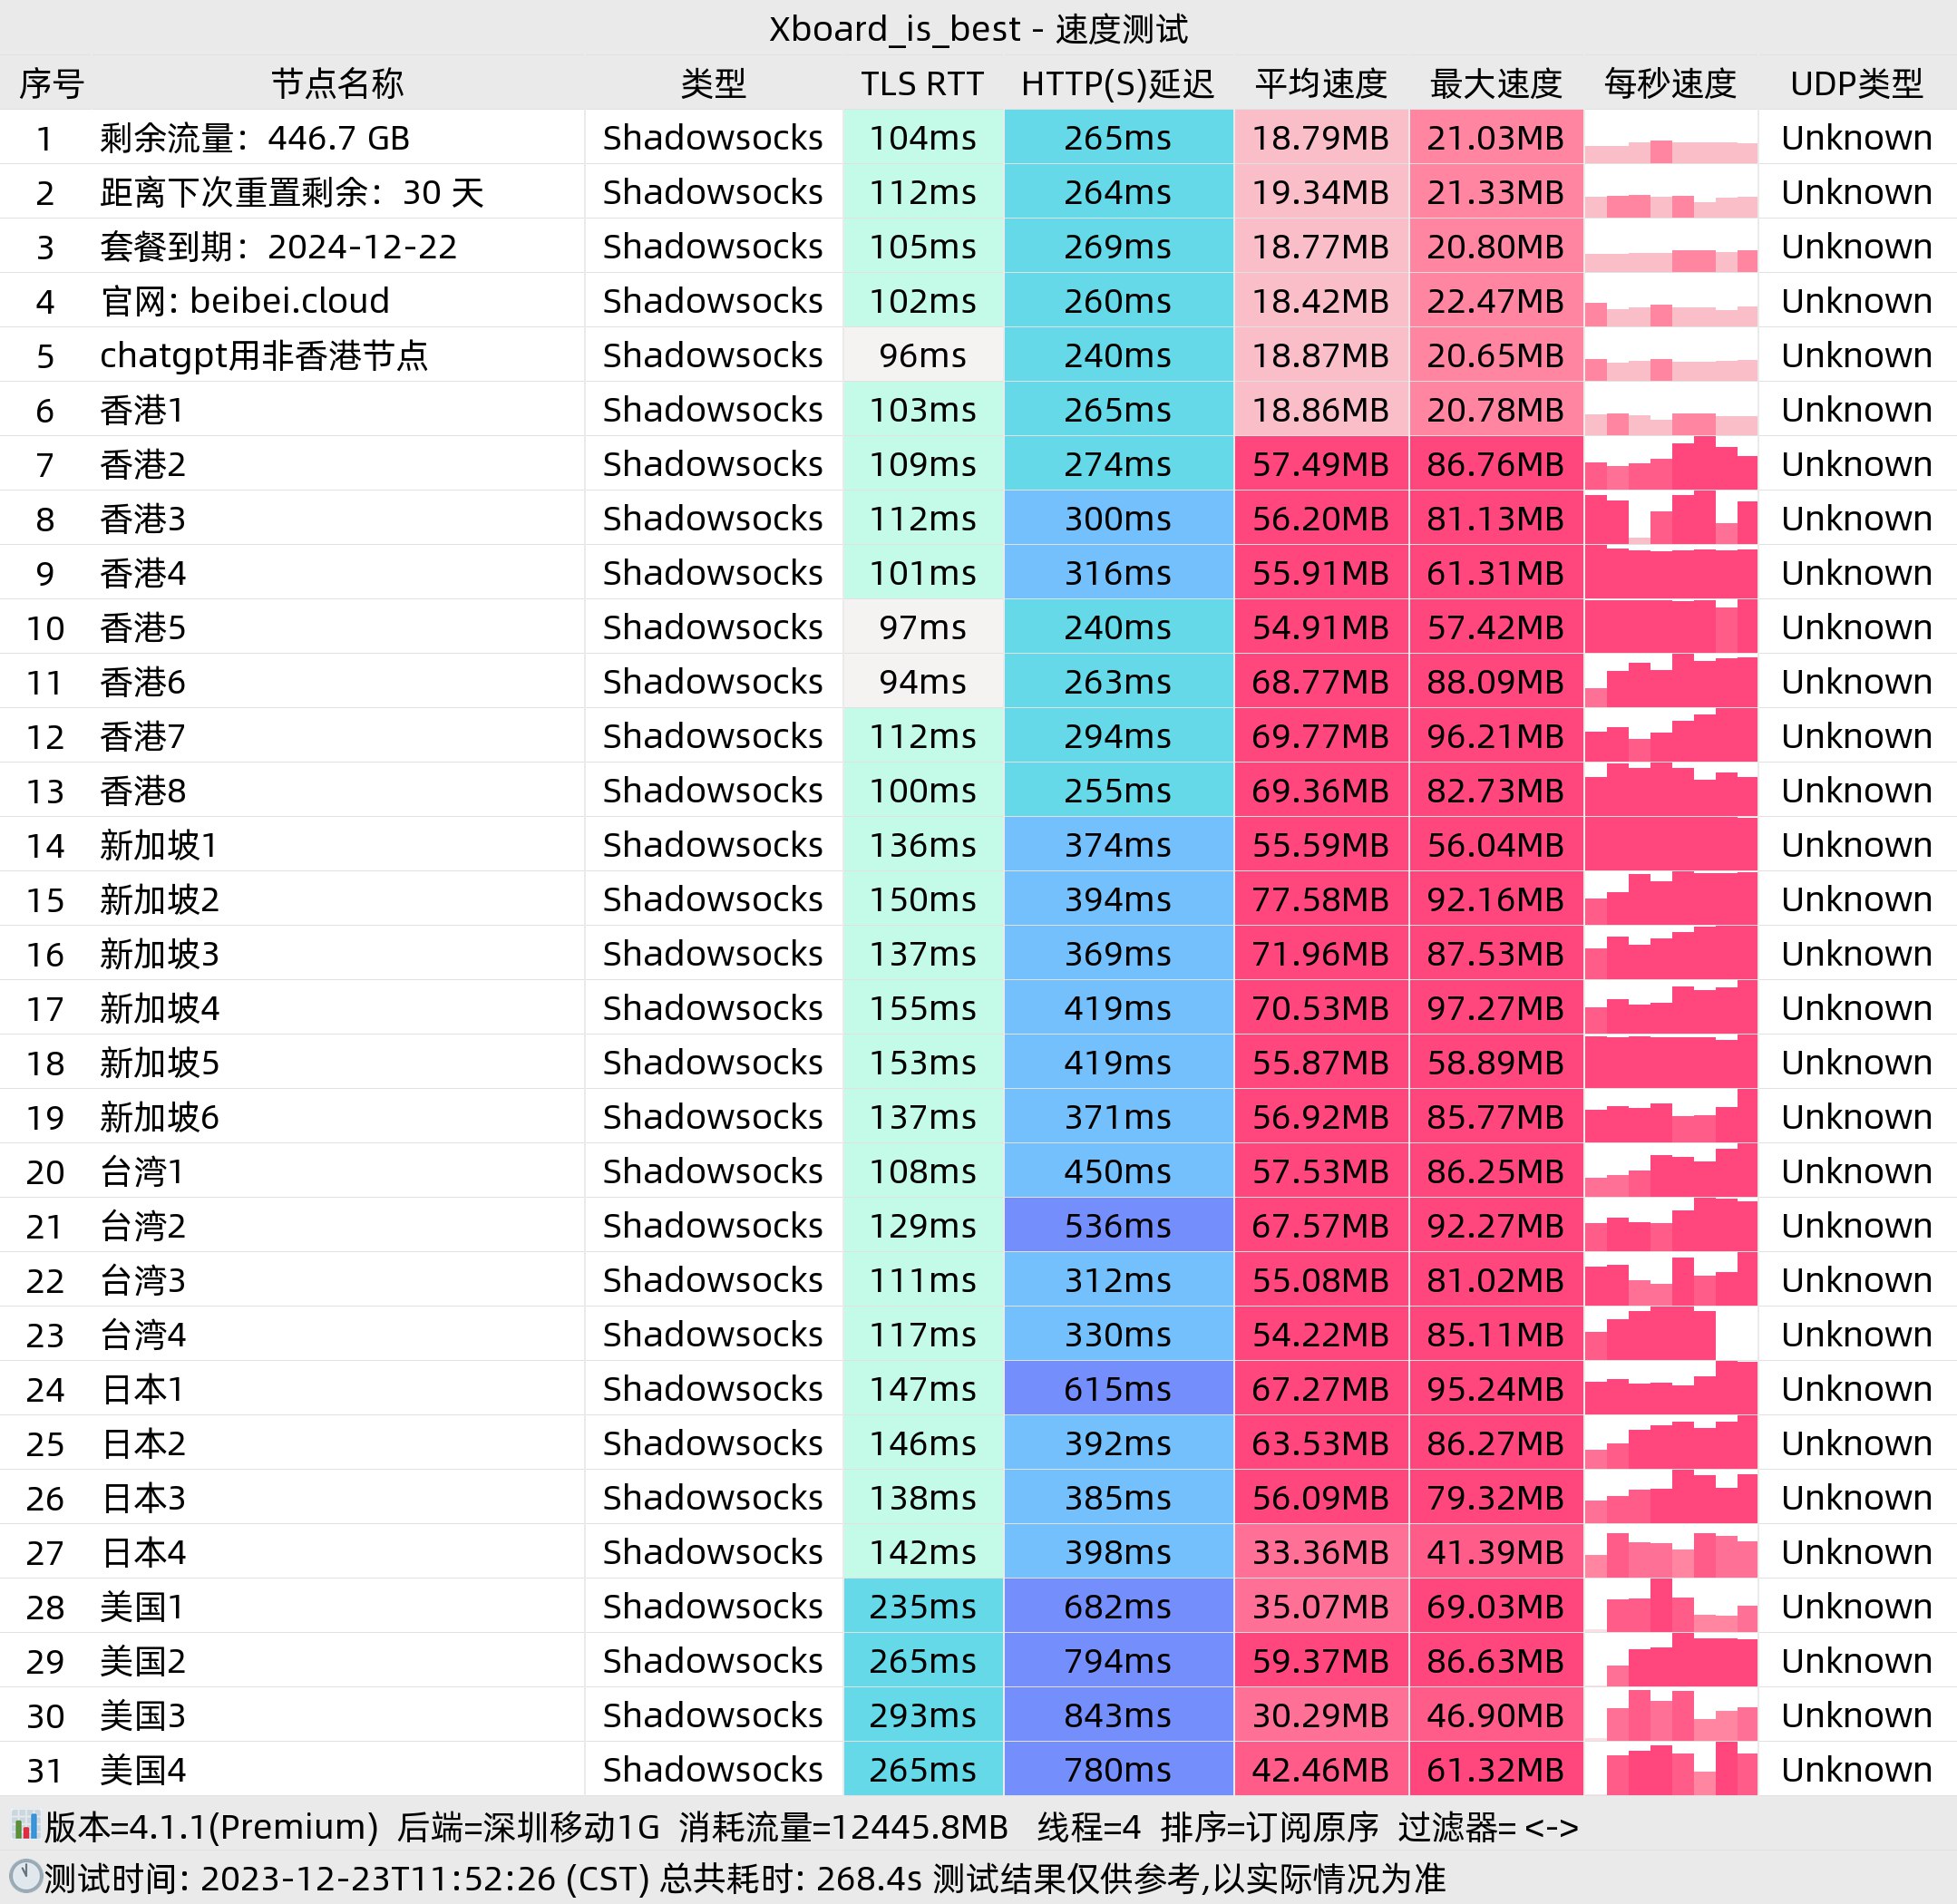 Xboard_is_best - 速度测试
序号 节点名称 类型 TLS RTT HTTP(S)延迟 平均速度 最大速度 每秒速度 UDP类型
1 剩余流量：446.7 GB Shadowsocks 104ms 265ms 18.79MB 21.03MB Unknown
2 距离下次重置剩余：30 天 Shadowsocks 112ms 264ms 19.34MB 21.33MB Unknown
3 套餐到期：2024-12-22 Shadowsocks 105ms 269ms 18.77MB 20.80MB Unknown
4 官网: beibei.cloud Shadowsocks 102ms 260ms 18.42MB 22.47MB Unknown
5 chatgpt用非香港节点 Shadowsocks 96ms 240ms 18.87MB 20.65MB Unknown
6 香港1 Shadowsocks 103ms 265ms 18.86MB 20.78MB Unknown
7 香港2 Shadowsocks 109ms 274ms 57.49MB 86.76MB Unknown
8 香港3 Shadowsocks 112ms 300ms 56.20MB 81.13MB Unknown
9 香港4 Shadowsocks 101ms 316ms 55.91MB 61.31MB Unknown
10 香港5 Shadowsocks 97ms 240ms 54.91MB 57.42MB Unknown
11 香港6 Shadowsocks 94ms 263ms 68.77MB 88.09MB Unknown
12 香港7 Shadowsocks 112ms 294ms 69.77MB 96.21MB Unknown
13 香港8 Shadowsocks 100ms 255ms 69.36MB 82.73MB Unknown
14 新加坡1 Shadowsocks 136ms 374ms 55.59MB 56.04MB Unknown
15 新加坡2 Shadowsocks 150ms 394ms 77.58MB 92.16MB Unknown
16 新加坡3 Shadowsocks 137ms 369ms 71.96MB 87.53MB Unknown
17 新加坡4 Shadowsocks 155ms 419ms 70.53MB 97.27MB Unknown
18 新加坡5 Shadowsocks 153ms 419ms 55.87MB 58.89MB Unknown
19 新加坡6 Shadowsocks 137ms 371ms 56.92MB 85.77MB Unknown
20 台湾1 Shadowsocks 108ms 450ms 57.53MB 86.25MB Unknown
21 台湾2 Shadowsocks 129ms 536ms 67.57MB 92.27MB Unknown
22 台湾3 Shadowsocks 111ms 312ms 55.08MB 81.02MB Unknown
23 台湾4 Shadowsocks 117ms 330ms 54.22MB 85.11MB Unknown
24 日本1 Shadowsocks 147ms 615ms 67.27MB 95.24MB Unknown
25 日本2 Shadowsocks 146ms 392ms 63.53MB 86.27MB Unknown
26 日本3 Shadowsocks 138ms 385ms 56.09MB 79.32MB Unknown
27 日本4 Shadowsocks 142ms 398ms 33.36MB 41.39MB Unknown
28 美国1 Shadowsocks 235ms 682ms 35.07MB 69.03MB Unknown
29 美国2 Shadowsocks 265ms 794ms 59.37MB 86.63MB Unknown
30 美国3 Shadowsocks 293ms 843ms 30.29MB 46.90MB Unknown
31 美国4 Shadowsocks 265ms 780ms 42.46MB 61.32MB Unknown
版本=4.1.1(Premium) 后端=深圳移动1G 消耗流量=12445.8MB 线程=4 排序=订阅原序 过滤器= <->
测试时间: 2023-12-23T11:52:26 (CST) 总共耗时: 268.4s 测试结果仅供参考,以实际情况为准